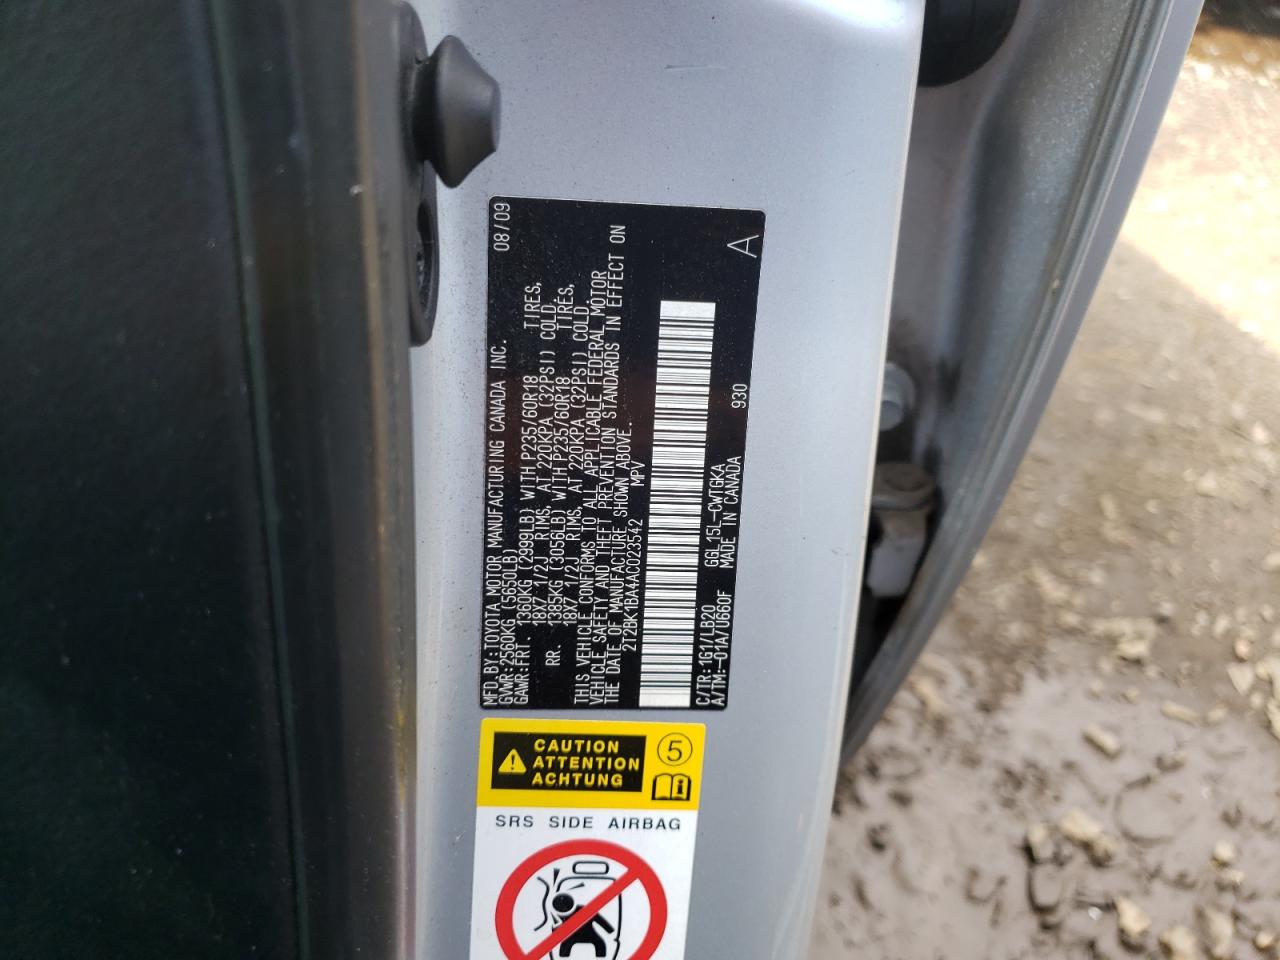 MFD.BY:TOYOTA MOTOR MANUFACTURING CANADA INC. 08/09
GVWR:2560KG (5650LB)
GAWR:FRT. 1360KG (2999LB) WITH P235/60R18 TIRES,
18X7 1/2J RIMS, AT 220KPA (32PSI) COLD.
RR. 1385KG (3056LB) WITH P235/60R18 TIRES,
18X7 1/2J RIMS, AT 220KPA (32PSI) COLD.
THIS VEHICLE CONFORMS TO ALL APPLICABLE FEDERAL MOTOR
VEHICLE SAFETY AND THEFT PREVENTION STANDARDS IN EFFECT ON
THE DATE OF MANUFACTURE SHOWN ABOVE.
2T2BK1BA4AC023542 MPV
C/TR:1G1/LB20 GGL15L-CWTGKA 930
A/TM:-01A/U660F MADE IN CANADA
A
CAUTION
ATTENTION
ACHTUNG
5
SRS SIDE AIRBAG